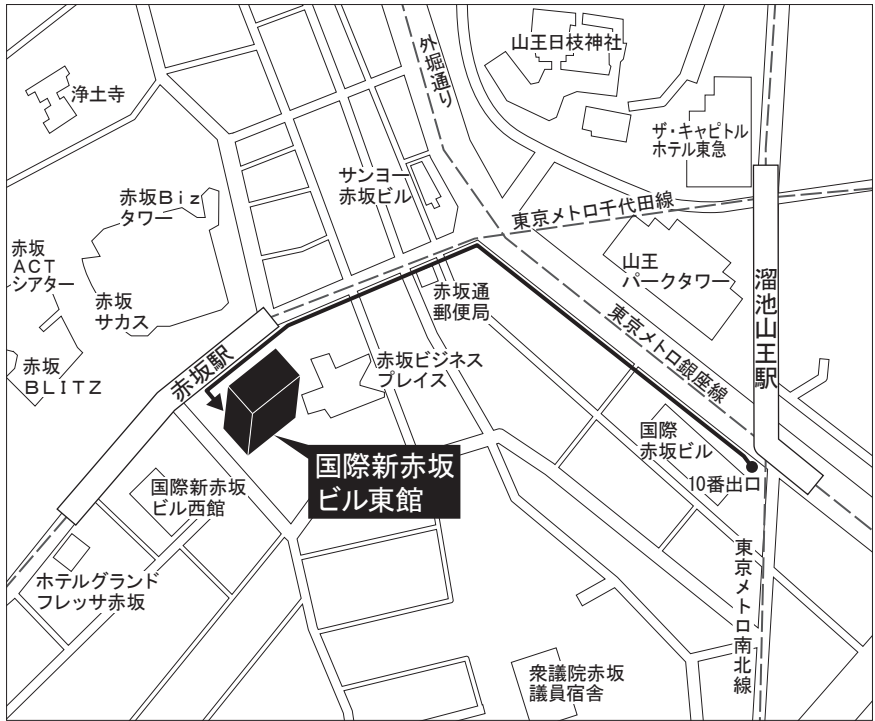 山王日枝神社
外堀通り
浄土寺
ザ・キャピトル
ホテル東急
サンヨー
赤坂ビル
赤坂Biz
タワー
東京メトロ千代田線
赤坂
ACT
シアター
山王
パークタワー
赤坂
サカス
赤坂通
郵便局
溜池山王駅
東京メトロ銀座線
赤坂駅
赤坂ビジネス
プレイス
赤坂
BLITZ
国際
赤坂ビル
国際新赤坂
ビル東館
10番出口
国際新赤坂
ビル西館
東京メトロ南北線
ホテルグランド
フレッサ赤坂
衆議院赤坂
議員宿舎